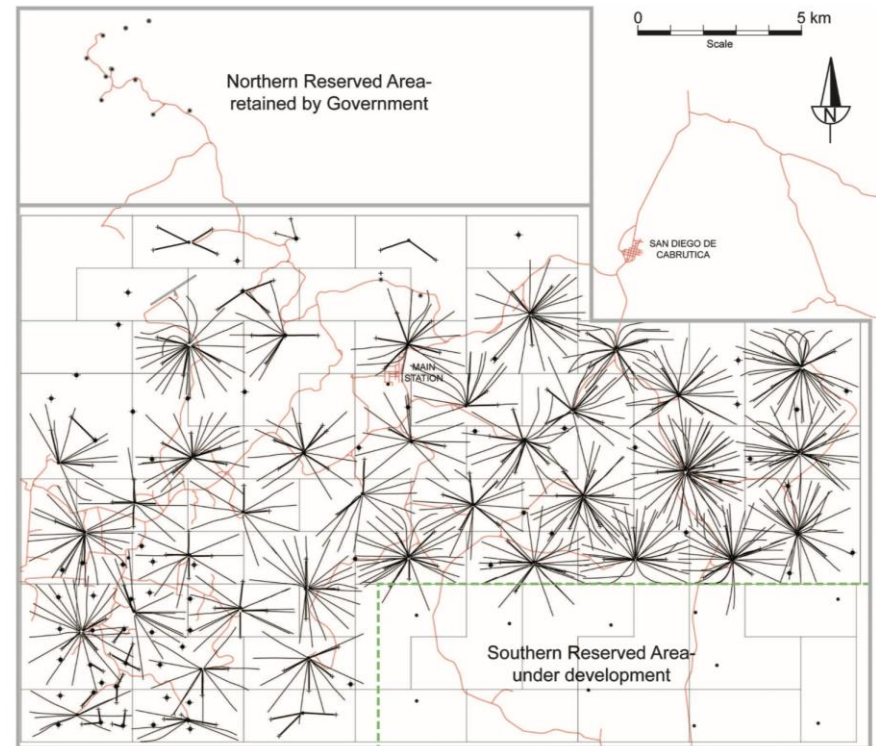 0 5 km
Scale
Northern Reserved Area-
retained by Government
N
SAN DIEGO DE
CABRUTICA
MAIN
STATION
Southern Reserved Area-
under development